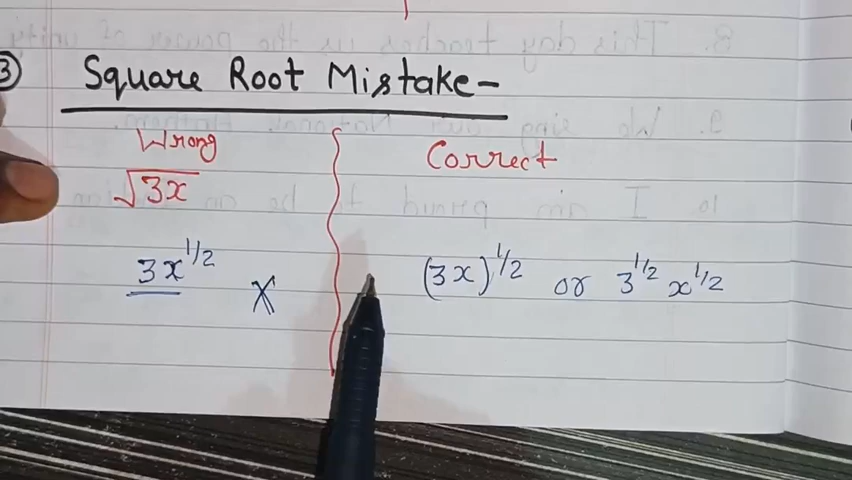 3 Square Root Mistake-
Wrong
Correct
√3x
3x^1/2 X
(3x)^1/2 or 3^1/2 x^1/2